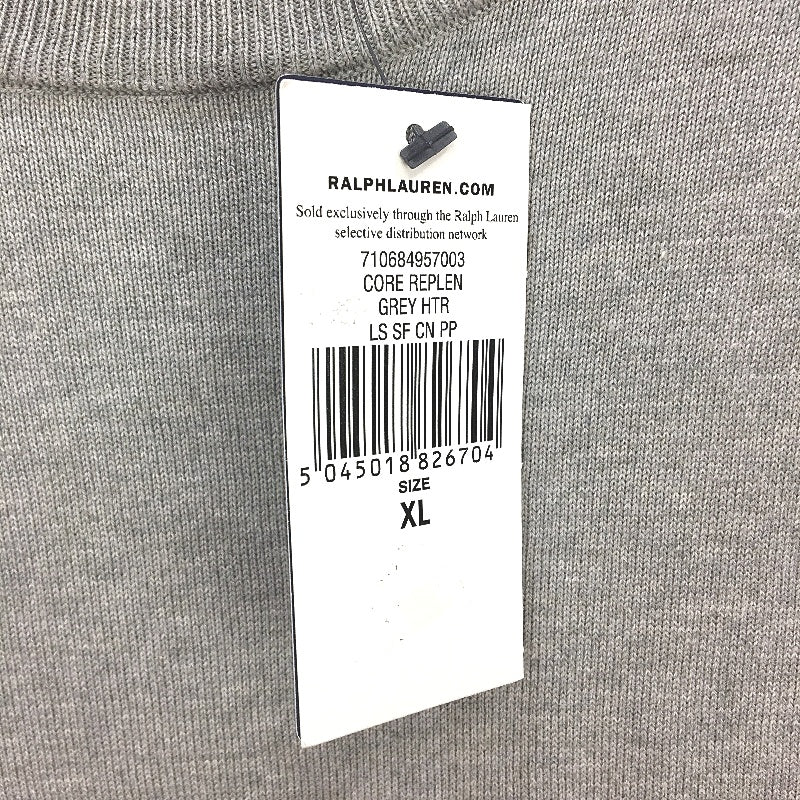 RALPHLAUREN.COM
Sold exclusively through the Ralph Lauren
selective distribution network
710684957003
CORE REPLEN
GREY HTR
LS SF CN PP
5 045018 826704
SIZE
XL